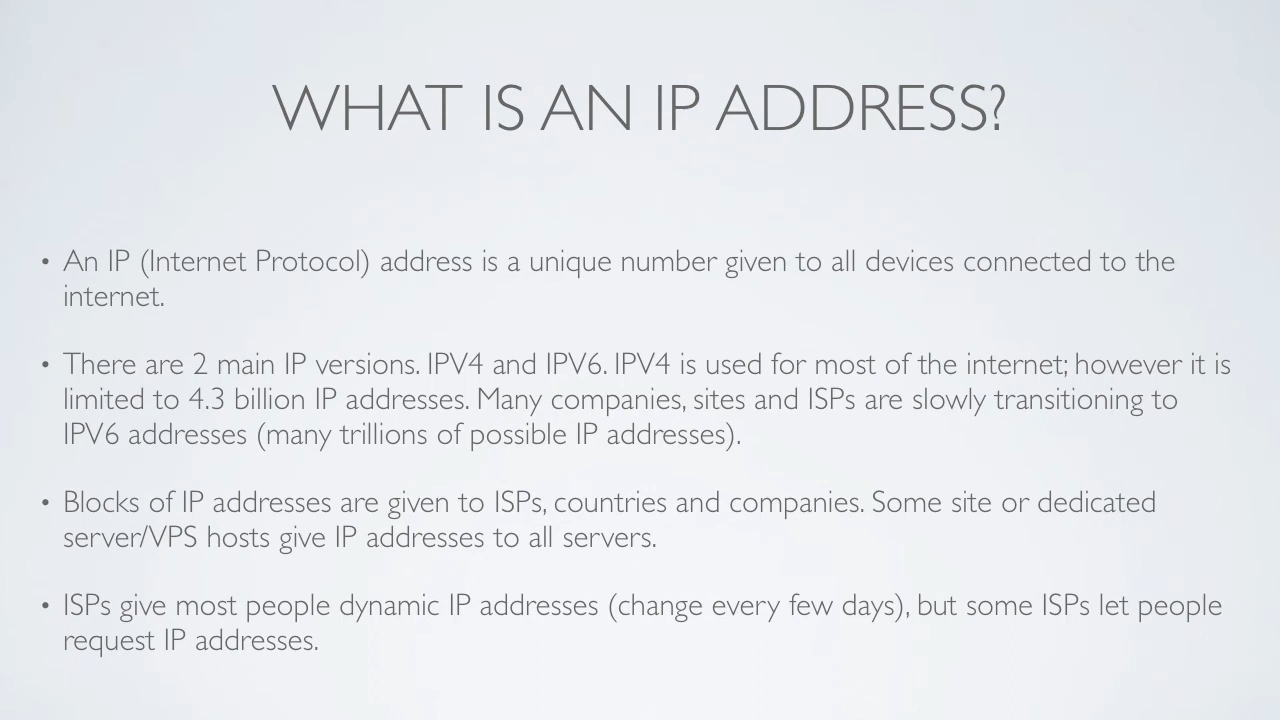 WHAT IS AN IP ADDRESS?
• An IP (Internet Protocol) address is a unique number given to all devices connected to the
internet.
• There are 2 main IP versions. IPV4 and IPV6. IPV4 is used for most of the internet; however it is
limited to 4.3 billion IP addresses. Many companies, sites and ISPs are slowly transitioning to
IPV6 addresses (many trillions of possible IP addresses).
• Blocks of IP addresses are given to ISPs, countries and companies. Some site or dedicated
server/VPS hosts give IP addresses to all servers.
• ISPs give most people dynamic IP addresses (change every few days), but some ISPs let people
request IP addresses.